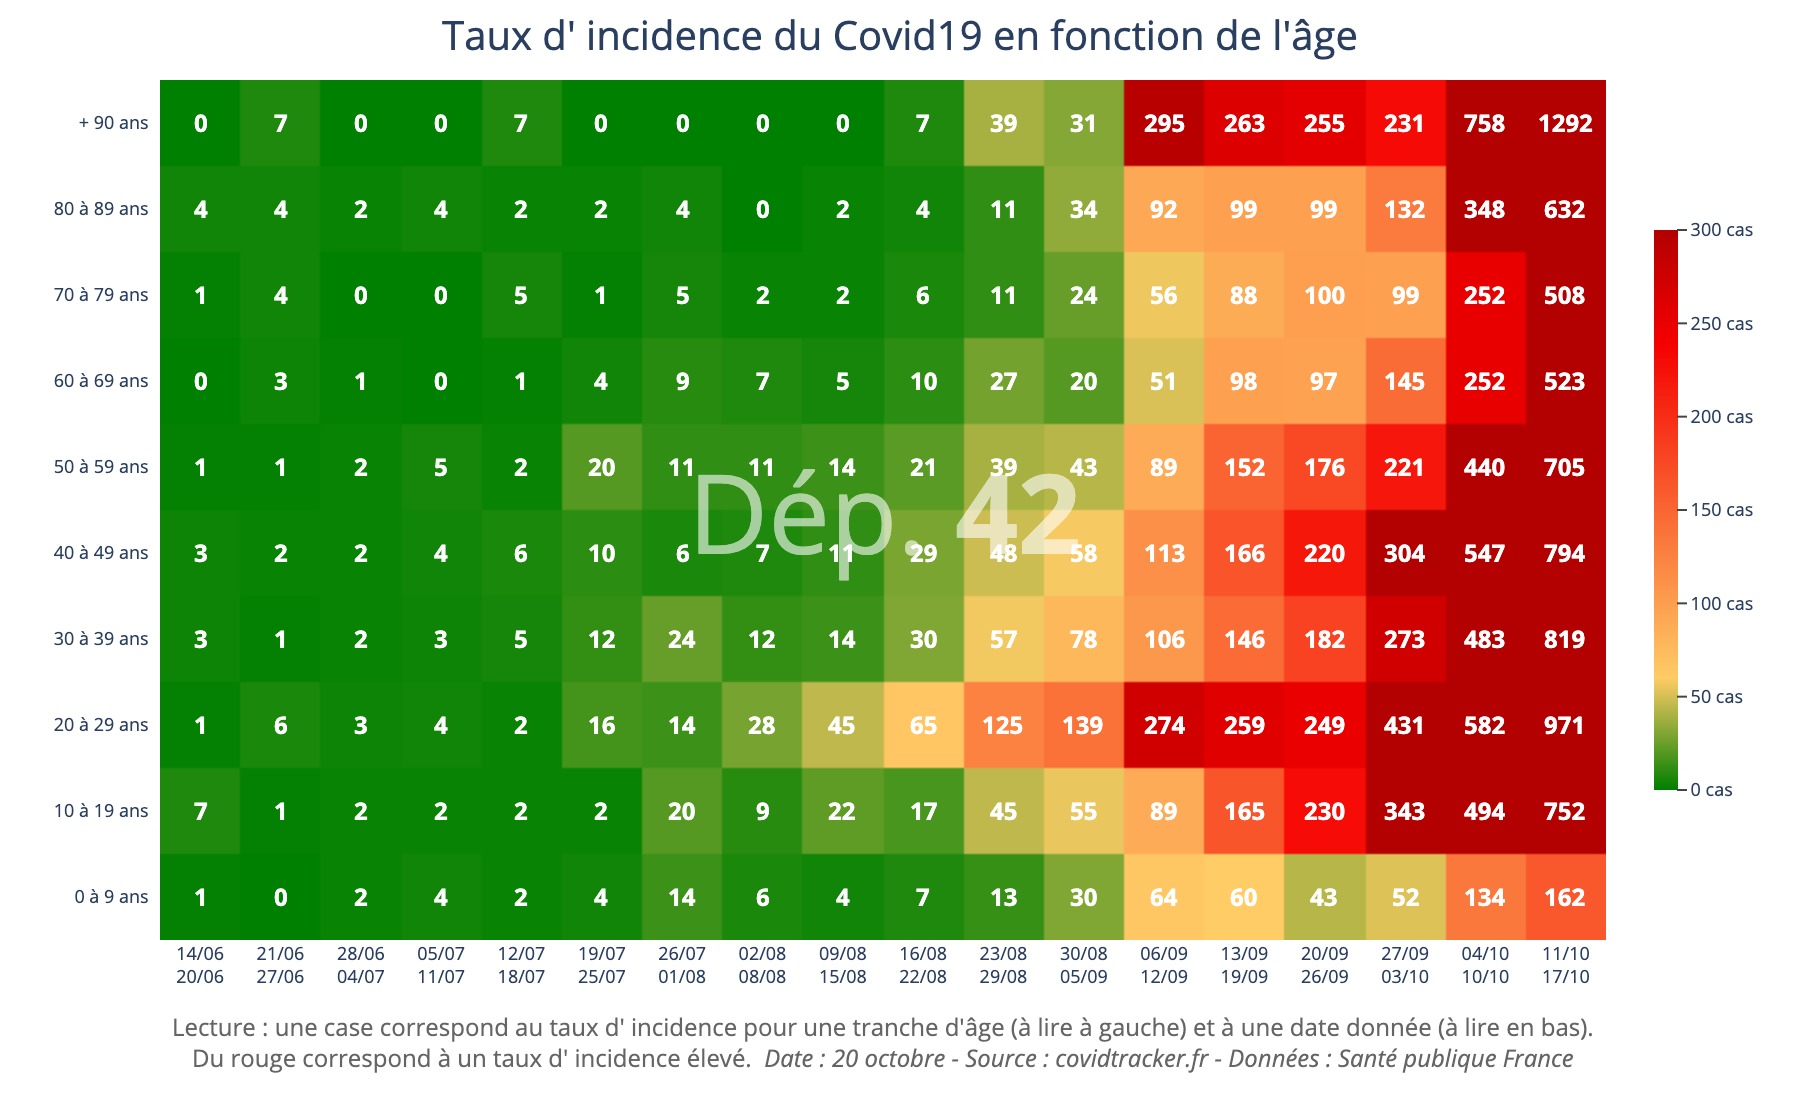 Taux d' incidence du Covid19 en fonction de l'âge
+ 90 ans 0 7 0 0 7 0 0 0 0 7 39 31 295 263 255 231 758 1292
80 à 89 ans 4 4 2 4 2 2 4 0 2 4 11 34 92 99 99 132 348 632
70 à 79 ans 1 4 0 0 5 1 5 2 2 6 11 24 56 88 100 99 252 508
60 à 69 ans 0 3 1 0 1 4 9 7 5 10 27 20 51 98 97 145 252 523
50 à 59 ans 1 1 2 5 2 20 11 11 14 21 39 43 89 152 176 221 440 705
Dép. 42
40 à 49 ans 3 2 2 4 6 10 6 7 11 29 48 58 113 166 220 304 547 794
30 à 39 ans 3 1 2 3 5 12 24 12 14 30 57 78 106 146 182 273 483 819
20 à 29 ans 1 6 3 4 2 16 14 28 45 65 125 139 274 259 249 431 582 971
10 à 19 ans 7 1 2 2 2 2 20 9 22 17 45 55 89 165 230 343 494 752
0 à 9 ans 1 0 2 4 2 4 14 6 4 7 13 30 64 60 43 52 134 162
14/06 21/06 28/06 05/07 12/07 19/07 26/07 02/08 09/08 16/08 23/08 30/08 06/09 13/09 20/09 27/09 04/10 11/10
20/06 27/06 04/07 11/07 18/07 25/07 01/08 08/08 15/08 22/08 29/08 05/09 12/09 19/09 26/09 03/10 10/10 17/10
300 cas
250 cas
200 cas
150 cas
100 cas
50 cas
0 cas
Lecture : une case correspond au taux d' incidence pour une tranche d'âge (à lire à gauche) et à une date donnée (à lire en bas).
Du rouge correspond à un taux d' incidence élevé. Date : 20 octobre - Source : covidtracker.fr - Données : Santé publique France